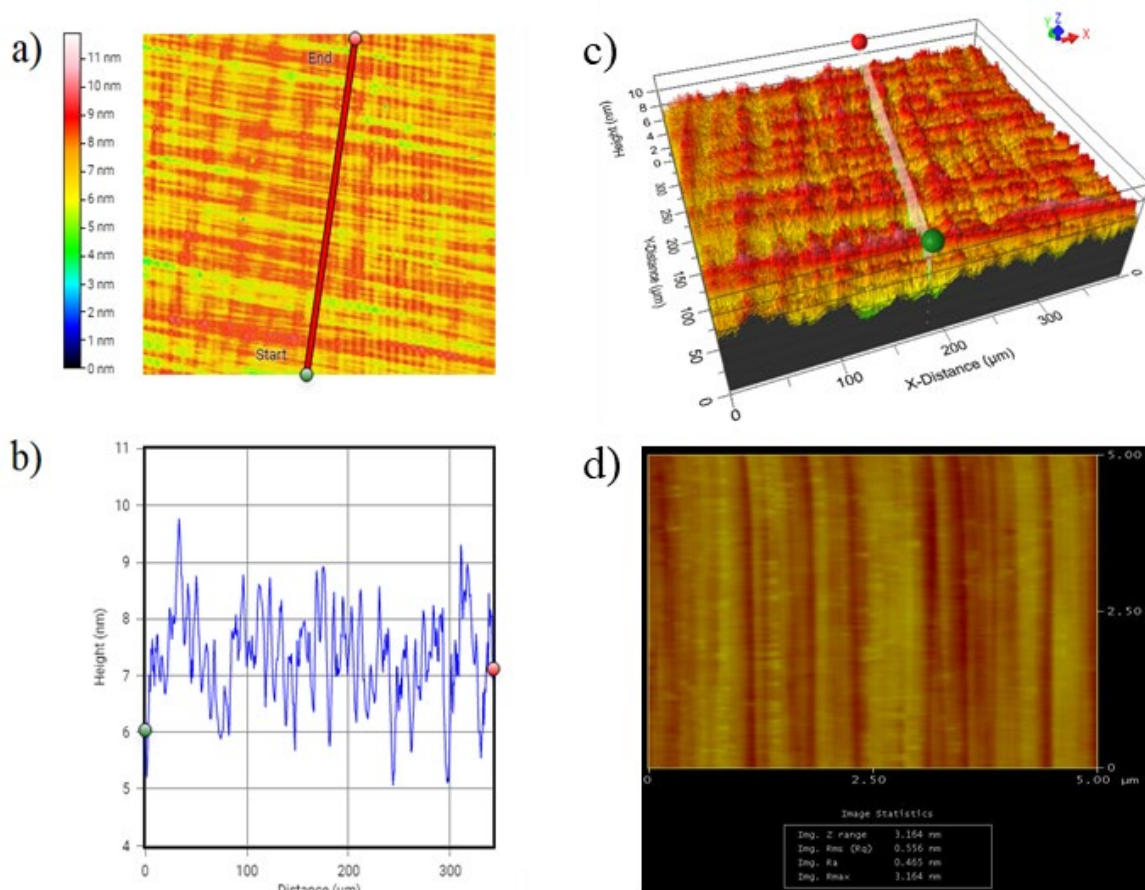 a)
11 nm
10 nm
9 nm
8 nm
7 nm
6 nm
5 nm
4 nm
3 nm
2 nm
1 nm
0 nm
End
Start
b)
11
10
9
8
7
6
5
4
Height (nm)
0
100
200
300
Distance (µm)
c)
Y
Z
X
10
8
6
4
2
0
Height (nm)
300
250
200
150
100
50
0
Y-Distance (µm)
0
100
200
300
0
X-Distance (µm)
d)
5.00
2.50
0
0
2.50
5.00
µm
Image Statistics
Img. Z range 3.164 nm
Img. Rms (Rq) 0.556 nm
Img. Ra 0.465 nm
Img. Rmax 3.164 nm